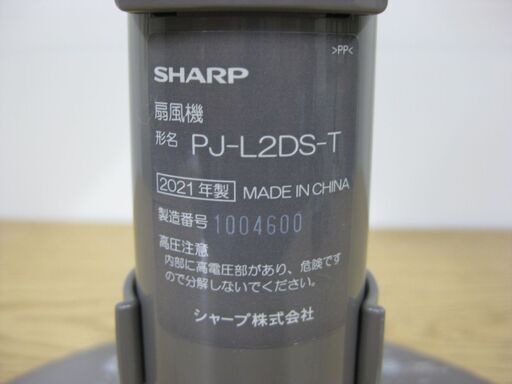 >PP<
SHARP
扇風機
形名 PJ-L2DS-T
2021年製 MADE IN CHINA
製造番号 1004600
高圧注意
内部に高電圧部があり、危険です
ので分解しないでください。
シャープ株式会社